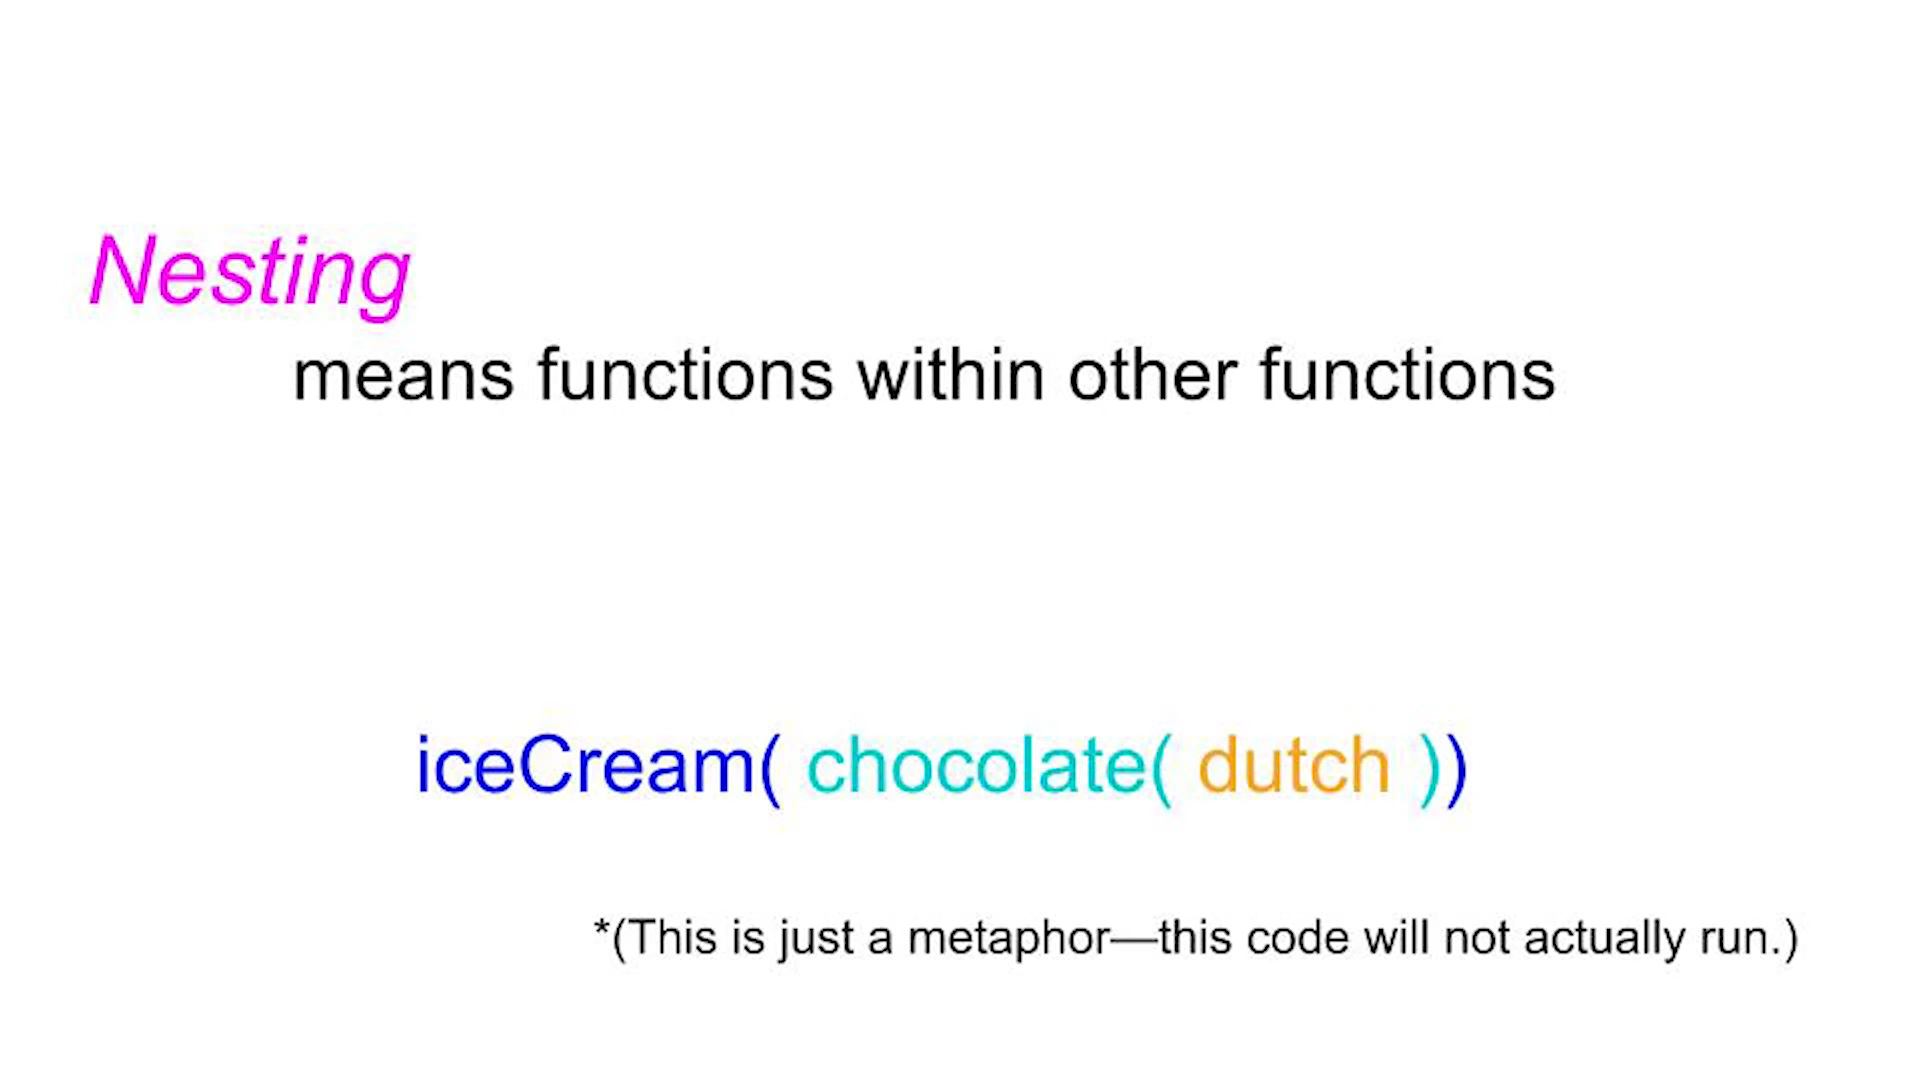 Nesting
means functions within other functions
iceCream( chocolate( dutch ))
*(This is just a metaphor—this code will not actually run.)